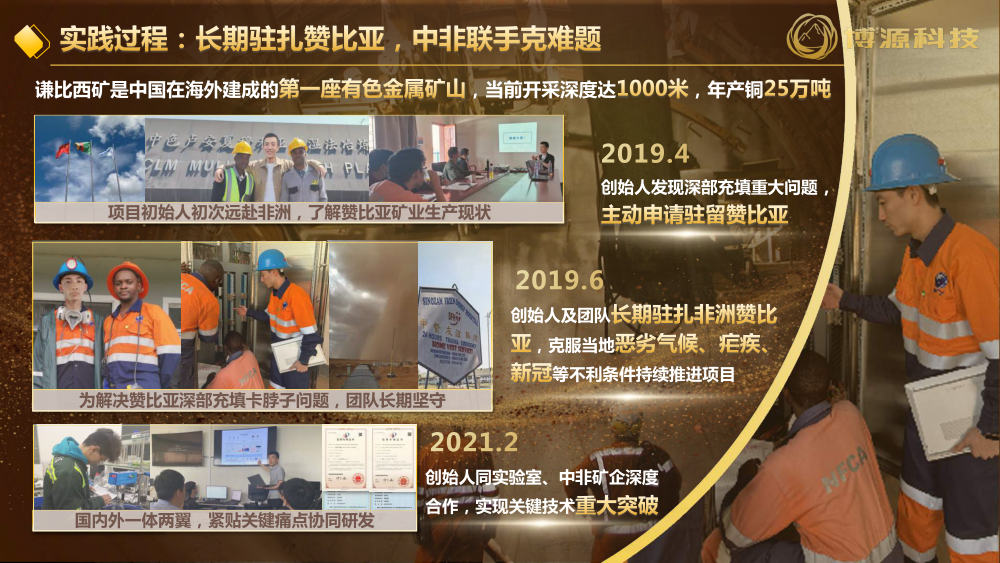 实践过程：长期驻扎赞比亚，中非联手克难题
博源科技
谦比西矿是中国在海外建成的第一座有色金属矿山，当前开采深度达1000米，年产铜25万吨
中色卢安夏
CLM MUL
项目初始人初次远赴非洲，了解赞比亚矿业生产现状
2019.4
创始人发现深部充填重大问题，
主动申请驻留赞比亚
NFCA
24 HOURS
为解决赞比亚深部充填卡脖子问题，团队长期坚守
2019.6
创始人及团队长期驻扎非洲赞比
亚，克服当地恶劣气候、疟疾、
新冠等不利条件持续推进项目
国内外一体两翼，紧贴关键痛点协同研发
2021.2
创始人同实验室、中非矿企深度
合作，实现关键技术重大突破
NFCA